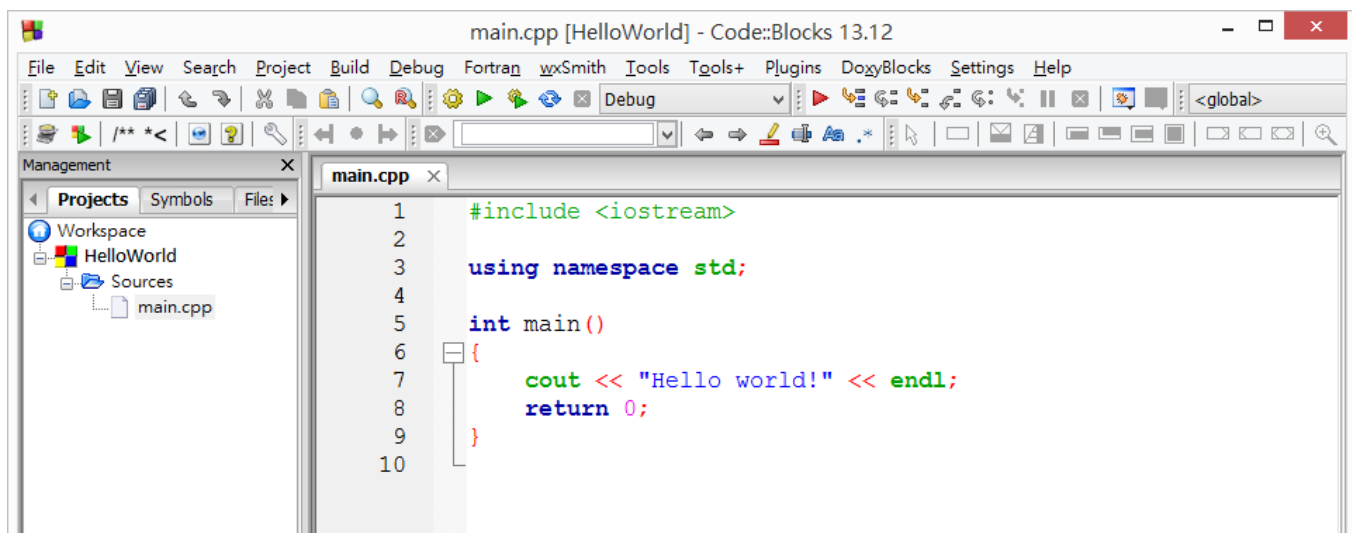 main.cpp [HelloWorld] - Code::Blocks 13.12
File Edit View Search Project Build Debug Fortran wxSmith Tools Tools+ Plugins DoxyBlocks Settings Help
Debug <global>
/** *<
Management
main.cpp
Projects Symbols Files
Workspace
HelloWorld
Sources
main.cpp
1 #include <iostream>
2
3 using namespace std;
4
5 int main()
6 {
7 cout << "Hello world!" << endl;
8 return 0;
9 }
10